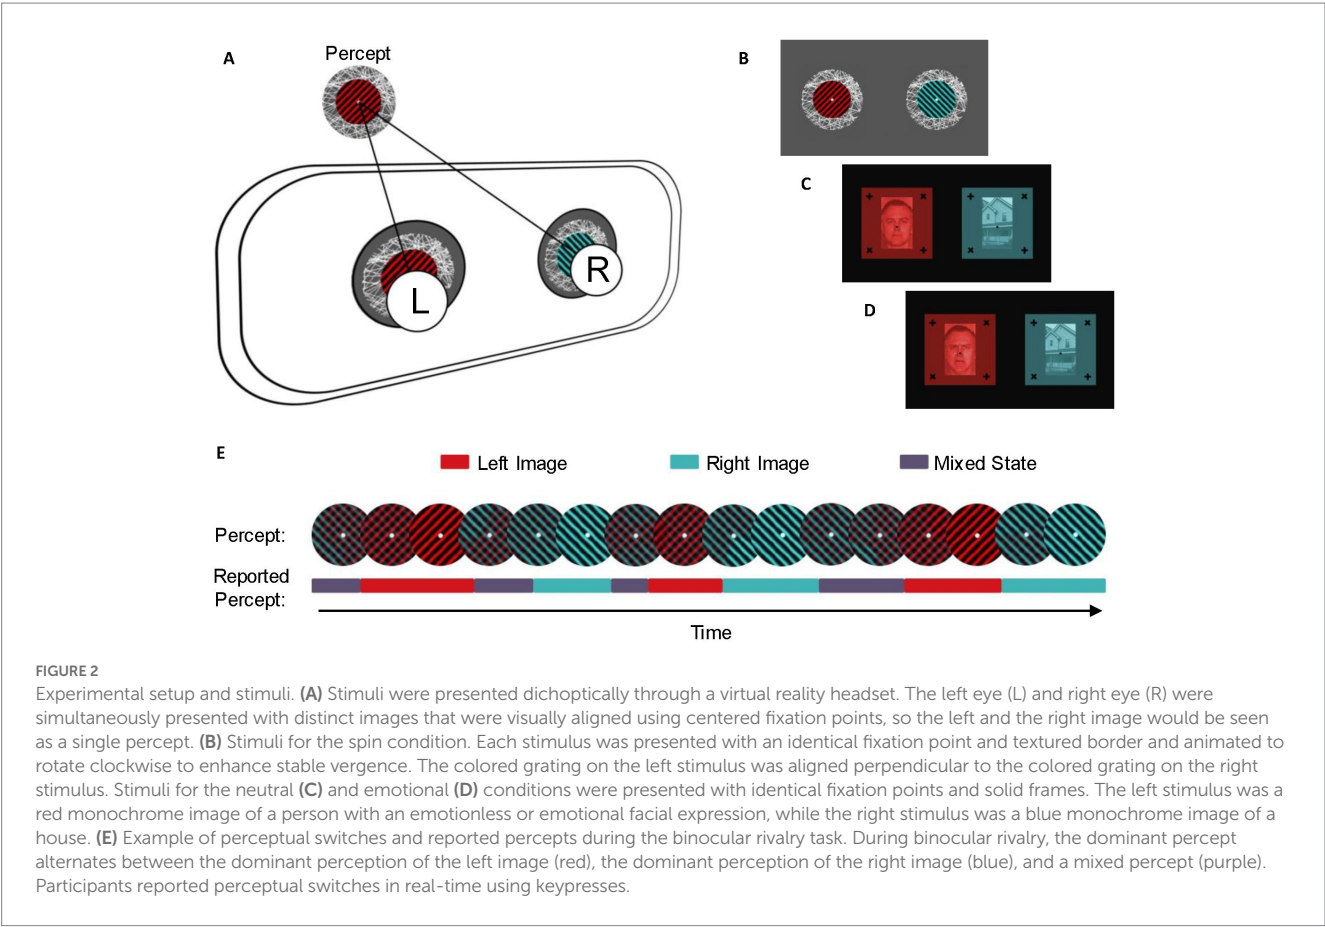 A
Percept
L
R
B
C
D
E
Left Image
Right Image
Mixed State
Percept:
Reported
Percept:
Time
FIGURE 2
Experimental setup and stimuli. (A) Stimuli were presented dichoptically through a virtual reality headset. The left eye (L) and right eye (R) were
simultaneously presented with distinct images that were visually aligned using centered fixation points, so the left and the right image would be seen
as a single percept. (B) Stimuli for the spin condition. Each stimulus was presented with an identical fixation point and textured border and animated to
rotate clockwise to enhance stable vergence. The colored grating on the left stimulus was aligned perpendicular to the colored grating on the right
stimulus. Stimuli for the neutral (C) and emotional (D) conditions were presented with identical fixation points and solid frames. The left stimulus was a
red monochrome image of a person with an emotionless or emotional facial expression, while the right stimulus was a blue monochrome image of a
house. (E) Example of perceptual switches and reported percepts during the binocular rivalry task. During binocular rivalry, the dominant percept
alternates between the dominant perception of the left image (red), the dominant perception of the right image (blue), and a mixed percept (purple).
Participants reported perceptual switches in real-time using keypresses.